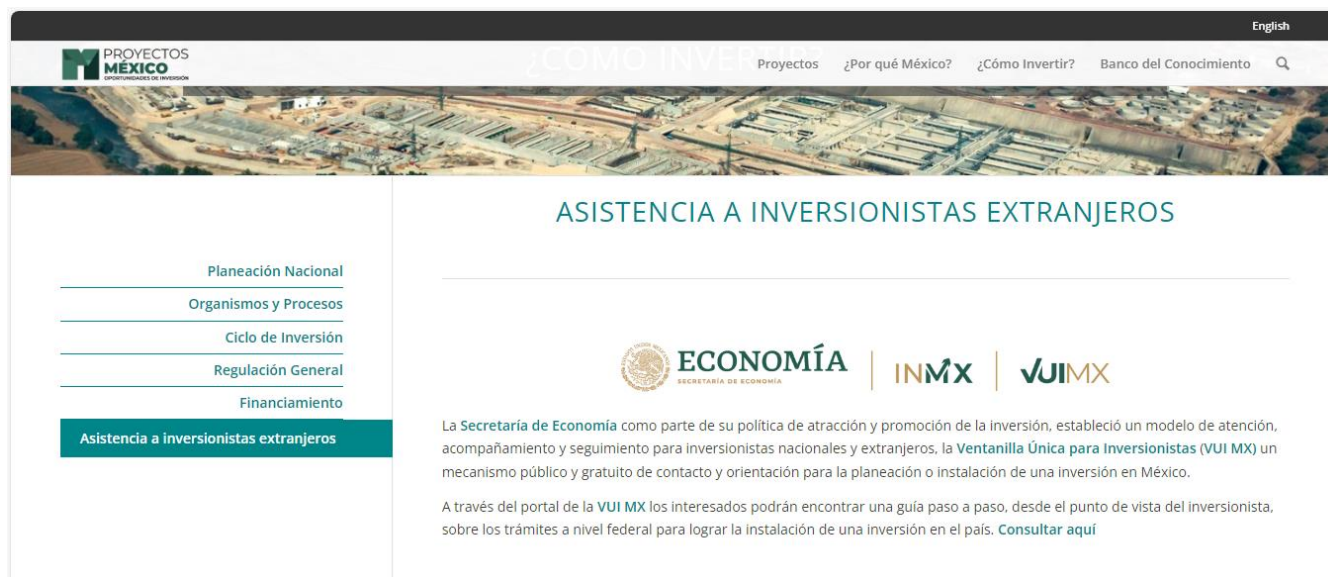 English
PROYECTOS
MÉXICO
OPORTUNIDADES DE INVERSIÓN
¿CÓMO INVERTIR?
Proyectos ¿Por qué México? ¿Cómo Invertir? Banco del Conocimiento
ASISTENCIA A INVERSIONISTAS EXTRANJEROS
Planeación Nacional
Organismos y Procesos
Ciclo de Inversión
Regulación General
Financiamiento
Asistencia a inversionistas extranjeros
ECONOMÍA
SECRETARÍA DE ECONOMÍA
INMX
VUIMX
La Secretaría de Economía como parte de su política de atracción y promoción de la inversión, estableció un modelo de atención,
acompañamiento y seguimiento para inversionistas nacionales y extranjeros, la Ventanilla Única para Inversionistas (VUI MX) un
mecanismo público y gratuito de contacto y orientación para la planeación o instalación de una inversión en México.
A través del portal de la VUI MX los interesados podrán encontrar una guía paso a paso, desde el punto de vista del inversionista,
sobre los trámites a nivel federal para lograr la instalación de una inversión en el país. Consultar aquí